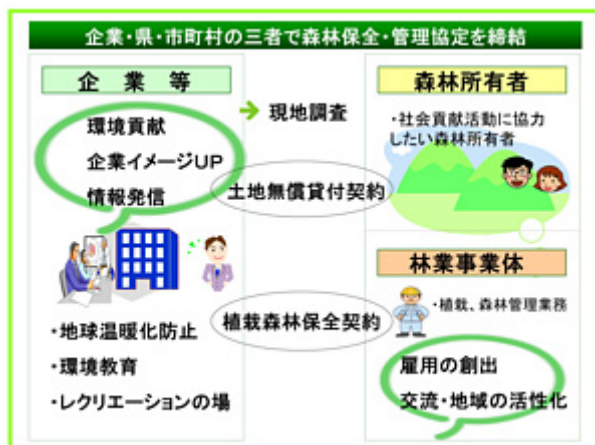 企業・県・市町村の三者で森林保全・管理協定を締結
企業等
環境貢献
企業イメージUP
情報発信
・地球温暖化防止
・環境教育
・レクリエーションの場
現地調査
土地無償貸付契約
植栽森林保全契約
森林所有者
・社会貢献活動に協力
したい森林所有者
林業事業体
・植栽、森林管理業務
雇用の創出
交流・地域の活性化